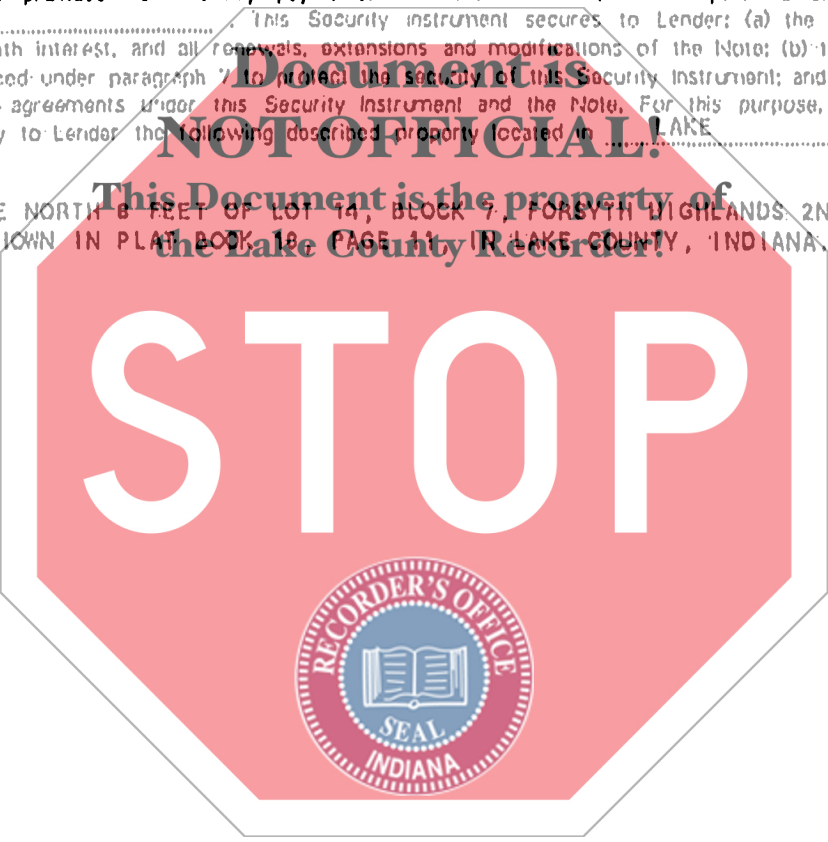 . This Security instrument secures to Lender: (a) the
interest, and all renewals, extensions and modifications of the Note; (b)
under paragraph 7 to protect the security of this Security Instrument; and
agreements under this Security Instrument and the Note. For this purpose,
to Lender the following described property located in LAKE
Document is
NOT OFFICIAL!
This Document is the property of
the Lake County Recorder!
NORTH 8 FEET OF LOT 14, BLOCK 7, FORSYTH HIGHLANDS 2N
IN PLAT BOOK 18, PAGE 11, IN LAKE COUNTY, INDIANA.
STOP
RECORDER'S OFFICE
SEAL
INDIANA